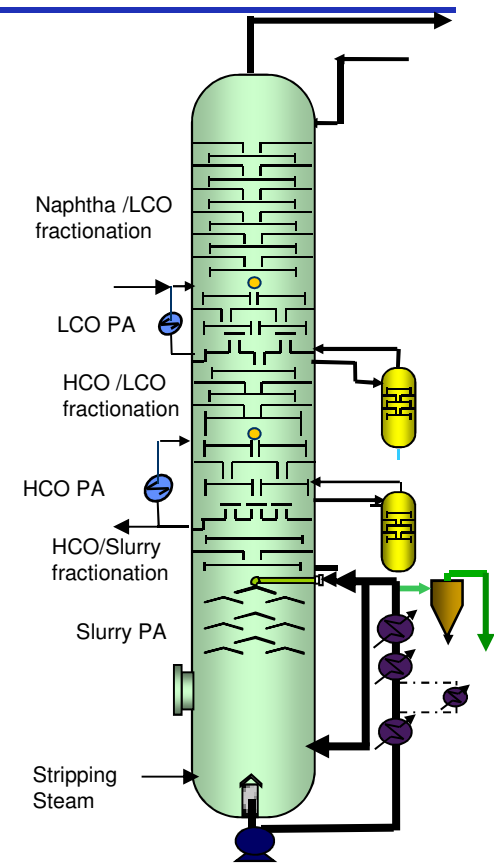 Naphtha /LCO
fractionation
LCO PA
HCO /LCO
fractionation
HCO PA
HCO/Slurry
fractionation
Slurry PA
Stripping
Steam